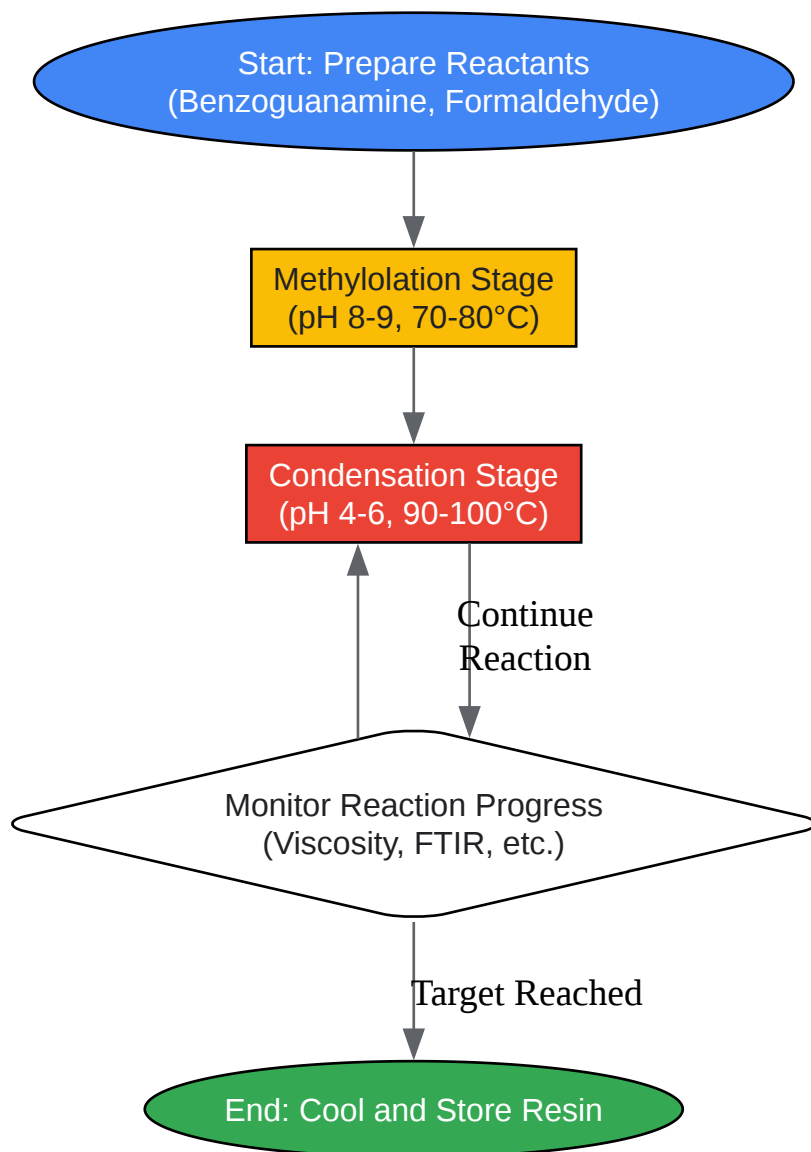 Start: Prepare Reactants
(Benzoguanamine, Formaldehyde)
Methylolation Stage
(pH 8-9, 70-80°C)
Condensation Stage
(pH 4-6, 90-100°C)
Continue
Reaction
Monitor Reaction Progress
(Viscosity, FTIR, etc.)
Target Reached
End: Cool and Store Resin